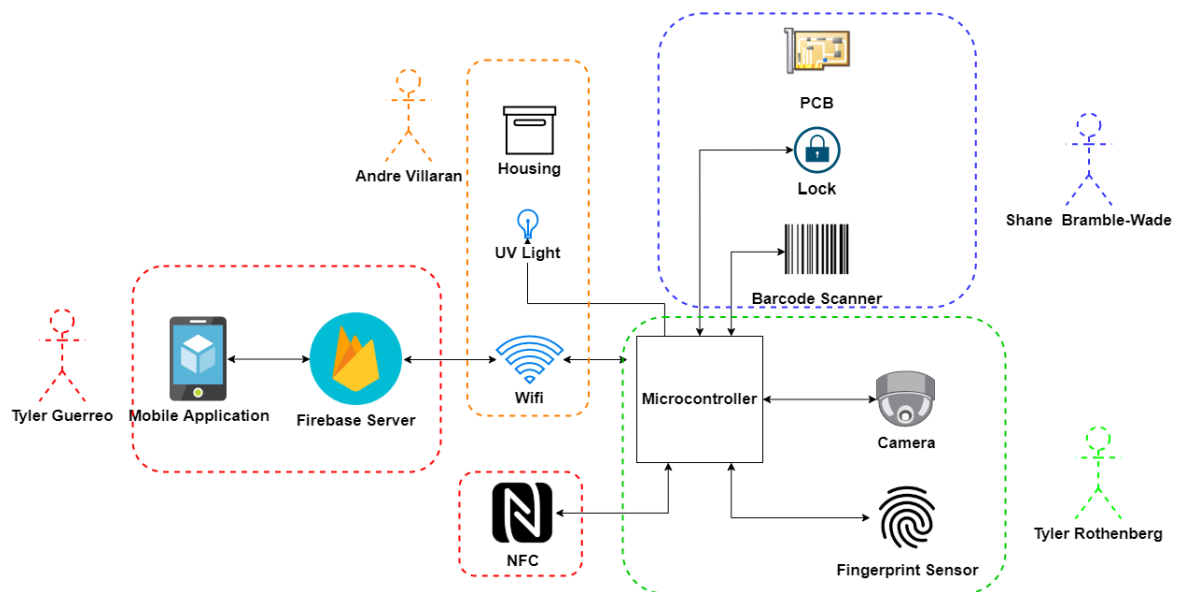 PCB
Andre Villaran
Housing
Lock
Shane Bramble-Wade
UV Light
Barcode Scanner
Tyler Guerreo
Mobile Application
Firebase Server
Wifi
Microcontroller
Camera
Tyler Rothenberg
NFC
Fingerprint Sensor